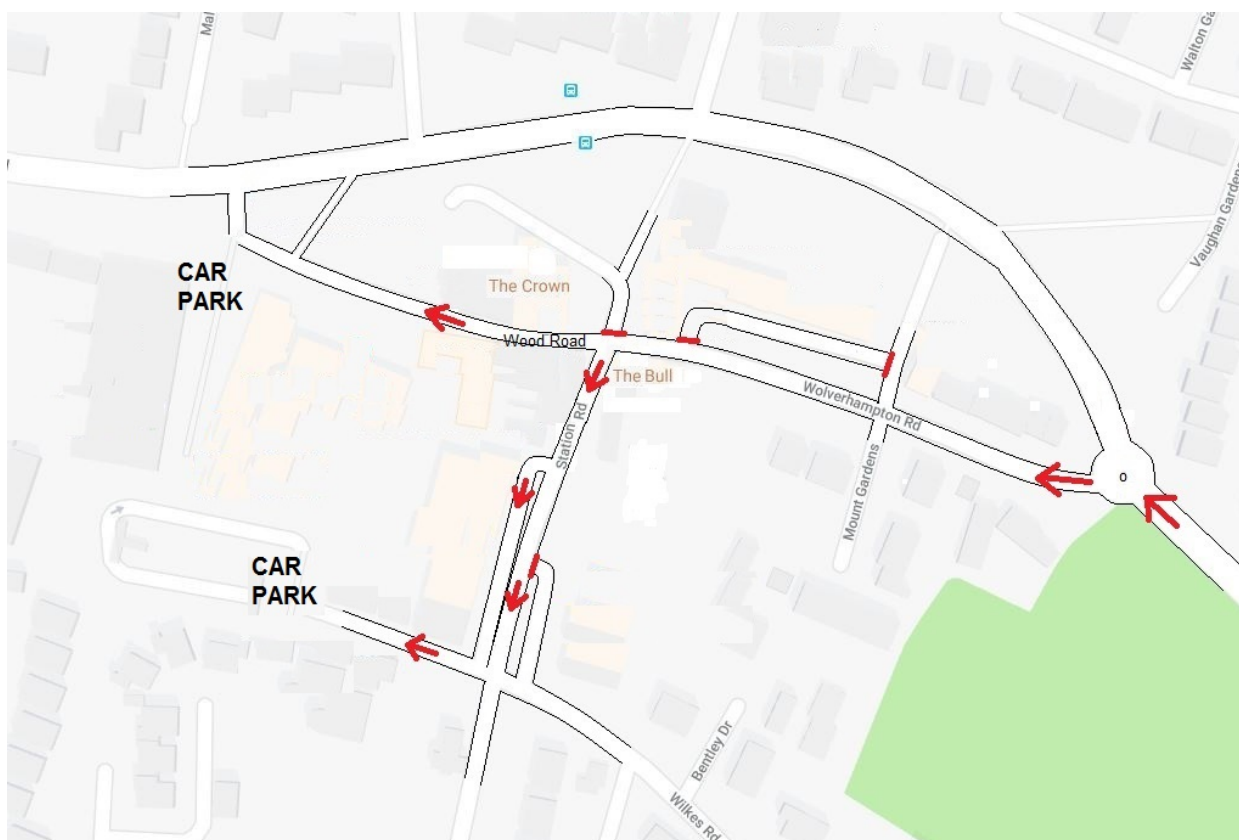 Mal
Walton Ga
Vaughan Gardens
CAR
PARK
The Crown
Wood Road
The Bull
Wolverhampton Rd
Station Rd
Mount Gardens
CAR
PARK
Bentley Dr
Wilkes Rd